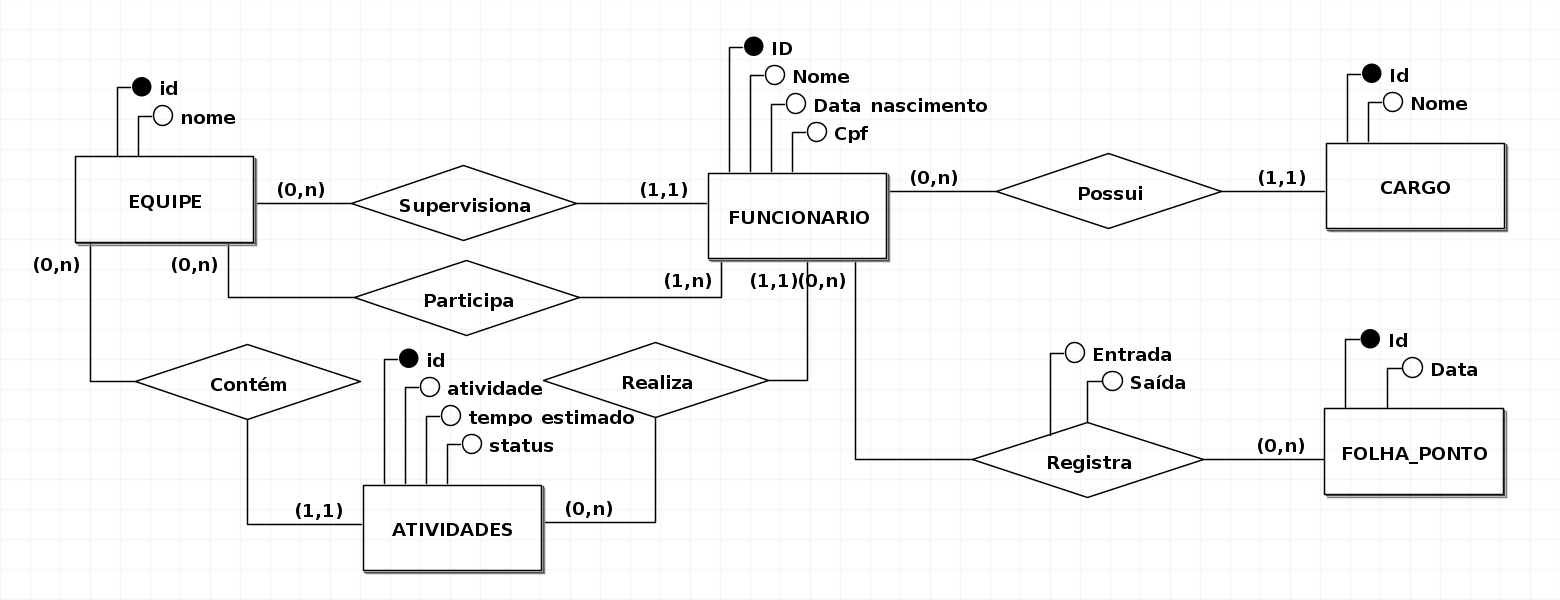 ID
Nome
Data nascimento
Cpf
id
nome
Id
Nome
EQUIPE
(0,n)
Supervisiona
(1,1)
FUNCIONARIO
(0,n)
Possui
(1,1)
CARGO
(0,n)
(0,n)
Participa
(1,n)
(1,1)
(0,n)
Contém
id
atividade
tempo estimado
status
Realiza
Entrada
Saída
Id
Data
Registra
(0,n)
FOLHA_PONTO
(1,1)
ATIVIDADES
(0,n)